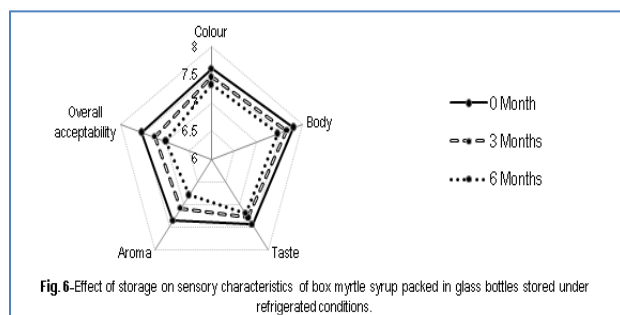 Colour
8
7.5
6.5
6
Body
Taste
Aroma
Overall
acceptability
0 Month
3 Months
6 Months
Fig. 6-Effect of storage on sensory characteristics of box myrtle syrup packed in glass bottles stored under
refrigerated conditions.